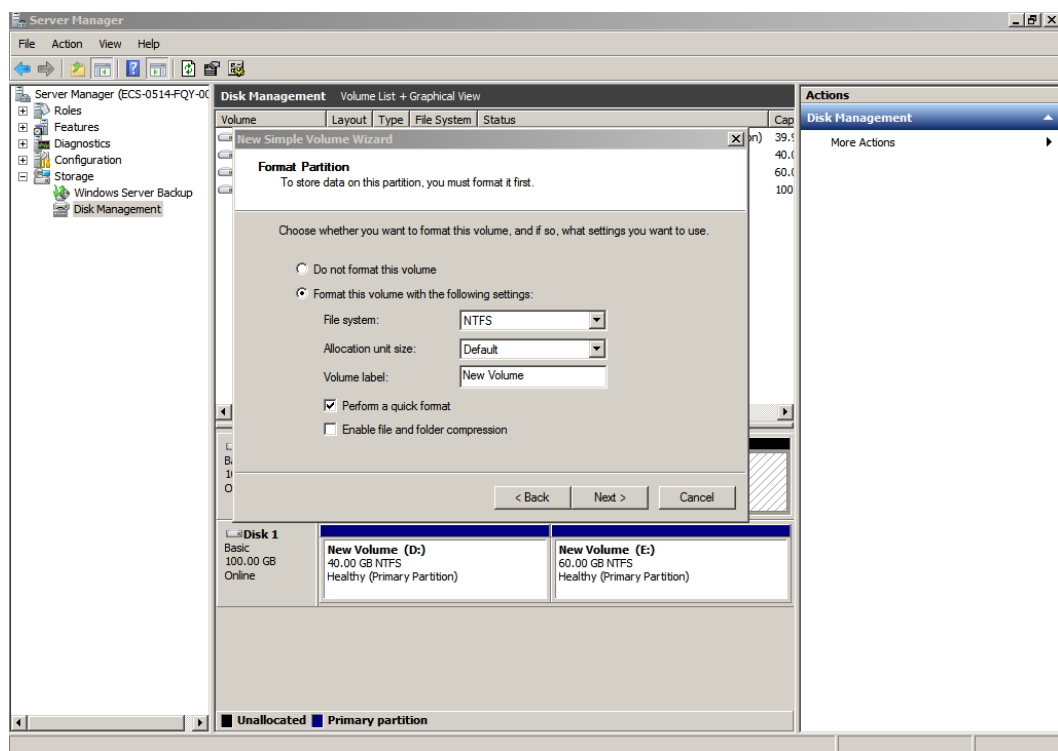 Server Manager
File Action View Help
Server Manager (ECS-0514-FQY-00
Roles
Features
Diagnostics
Configuration
Storage
Windows Server Backup
Disk Management
Disk Management Volume List + Graphical View
Volume Layout Type File System Status Cap
on) 39.9
40.0
60.0
100
New Simple Volume Wizard
Format Partition
To store data on this partition, you must format it first.
Choose whether you want to format this volume, and if so, what settings you want to use.
Do not format this volume
Format this volume with the following settings:
File system: NTFS
Allocation unit size: Default
Volume label: New Volume
Perform a quick format
Enable file and folder compression
< Back Next > Cancel
Disk 1
Basic
100.00 GB
Online
New Volume (D:)
40.00 GB NTFS
Healthy (Primary Partition)
New Volume (E:)
60.00 GB NTFS
Healthy (Primary Partition)
Unallocated Primary partition
Actions
Disk Management
More Actions